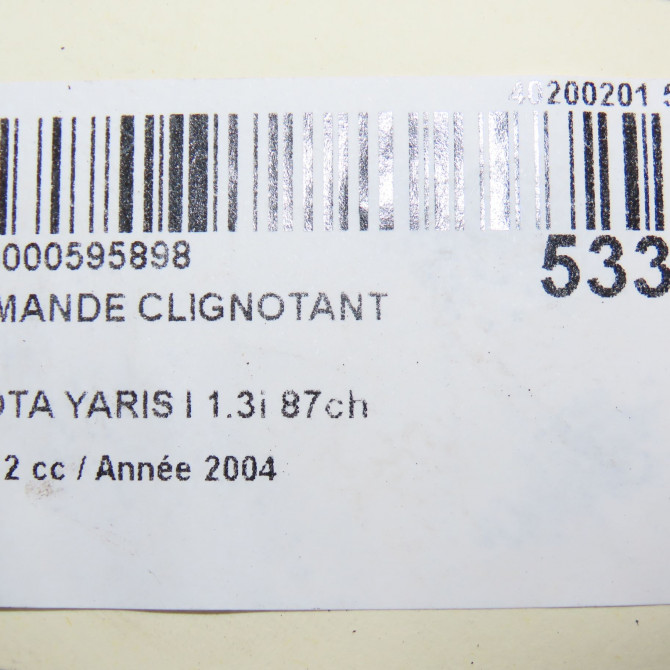 40200201 5
000595898
533
MANDE CLIGNOTANT
OTA YARIS I 1.3i 87ch
2 cc / Année 2004